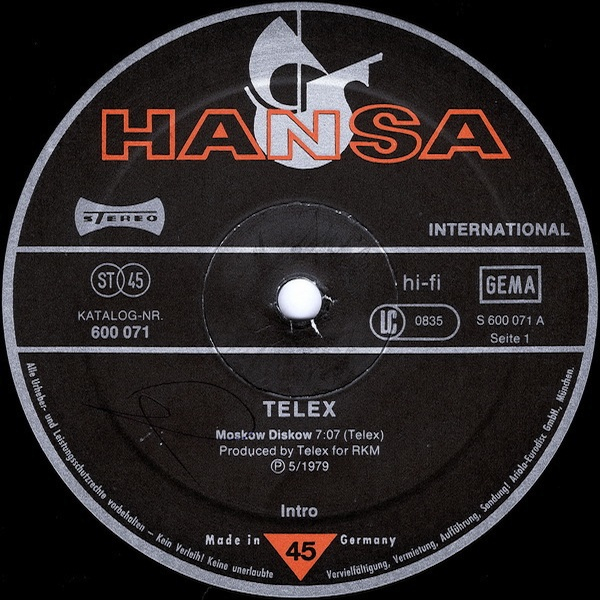 HANSA
STEREO
INTERNATIONAL
ST 45
hi-fi
GEMA
KATALOG-NR.
600 071
LC 0835
S 600 071 A
Seite 1
TELEX
Moskow Diskow 7:07 (Telex)
Produced by Telex for RKM
Ⓟ 5/1979
Intro
Made in Germany
45
Alle Urheber- und Leistungsschutzrechte vorbehalten – Kein Verleih! Keine unerlaubte Vervielfältigung, Vermietung, Aufführung, Sendung! Ariola-Eurodisc GmbH., München.